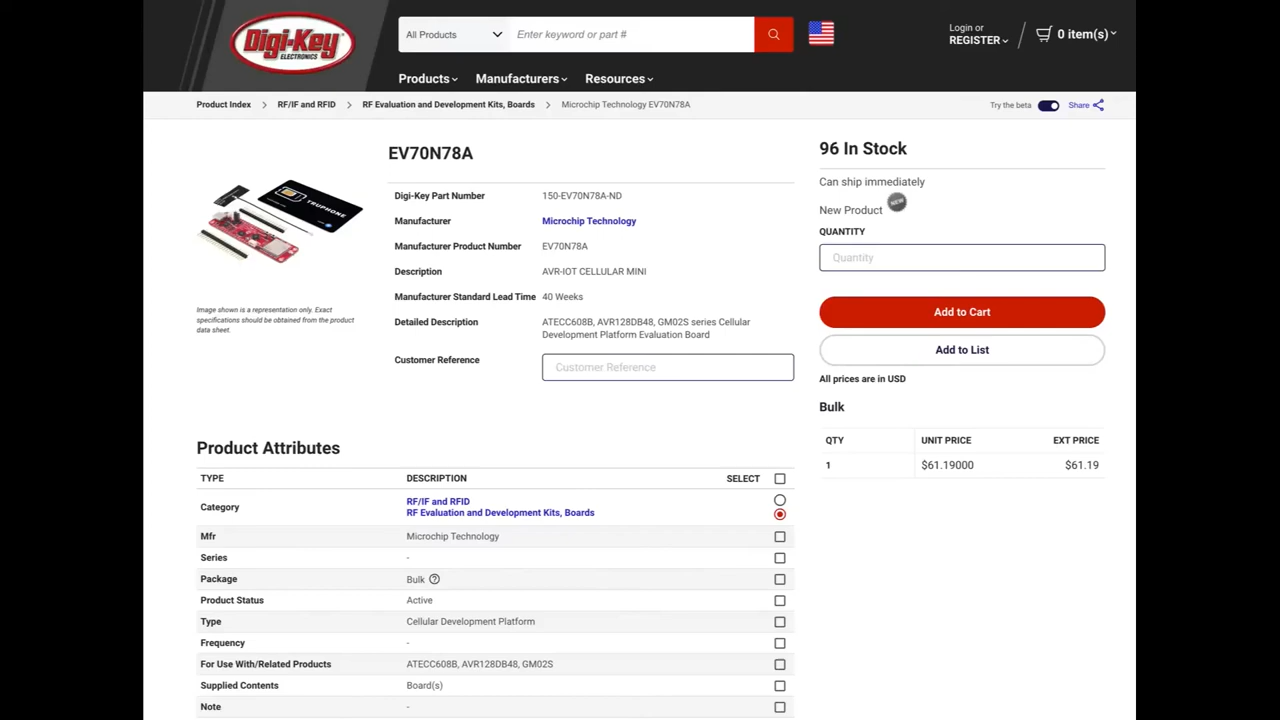 Digi-Key
ELECTRONICS
All Products
Enter keyword or part #
Login or
REGISTER
0 item(s)
Products
Manufacturers
Resources
Product Index
RF/IF and RFID
RF Evaluation and Development Kits, Boards
Microchip Technology EV70N78A
Try the beta
Share
TRUPHONE
Image shown is a representation only. Exact
specifications should be obtained from the product
data sheet.
EV70N78A
Digi-Key Part Number 150-EV70N78A-ND
Manufacturer Microchip Technology
Manufacturer Product Number EV70N78A
Description AVR-IOT CELLULAR MINI
Manufacturer Standard Lead Time 40 Weeks
Detailed Description ATECC608B, AVR128DB48, GM02S series Cellular
Development Platform Evaluation Board
Customer Reference Customer Reference
96 In Stock
Can ship immediately
New Product NEW
QUANTITY
Quantity
Add to Cart
Add to List
All prices are in USD
Bulk
QTY UNIT PRICE EXT PRICE
1 $61.19000 $61.19
Product Attributes
TYPE DESCRIPTION SELECT
Category RF/IF and RFID
RF Evaluation and Development Kits, Boards
Mfr Microchip Technology
Series -
Package Bulk ?
Product Status Active
Type Cellular Development Platform
Frequency -
For Use With/Related Products ATECC608B, AVR128DB48, GM02S
Supplied Contents Board(s)
Note -